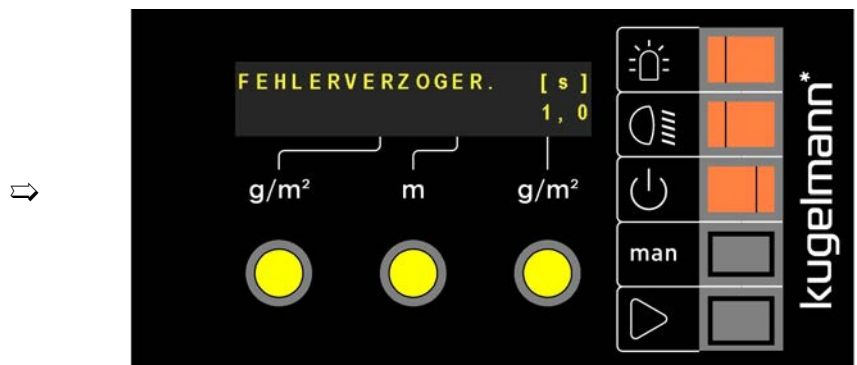 FEHLERVERZOGER. [s]
1,0
g/m² m g/m²
man
kugelmann*